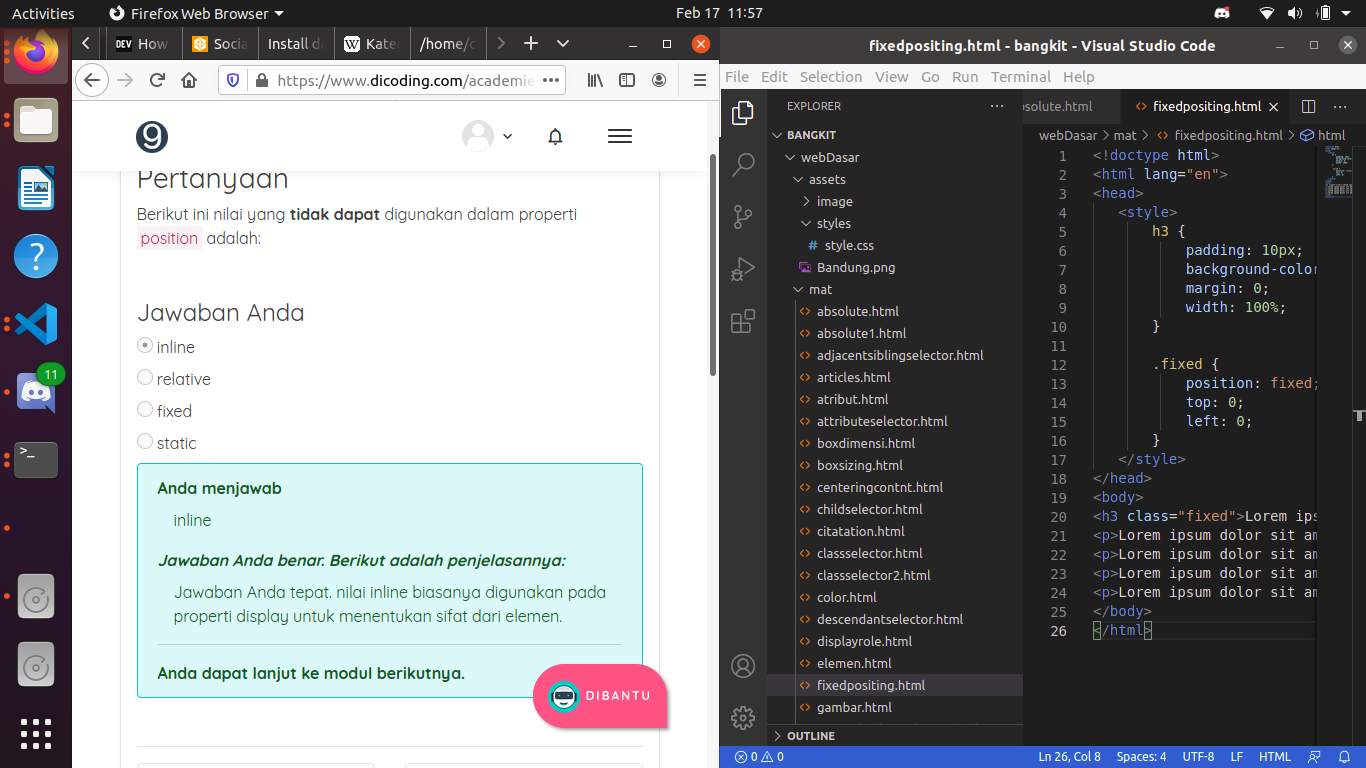 Activities
Firefox Web Browser
Feb 17 11:57
How
Socia
Install d
Kate
/home/c
https://www.dicoding.com/academie
Pertanyaan
Berikut ini nilai yang tidak dapat digunakan dalam properti
position adalah:
Jawaban Anda
inline
relative
fixed
static
Anda menjawab
inline
Jawaban Anda benar. Berikut adalah penjelasannya:
Jawaban Anda tepat. nilai inline biasanya digunakan pada
properti display untuk menentukan sifat dari elemen.
Anda dapat lanjut ke modul berikutnya.
DIBANTU
11
fixedpositing.html - bangkit - Visual Studio Code
File Edit Selection View Go Run Terminal Help
EXPLORER
BANGKIT
webDasar
assets
image
styles
# style.css
Bandung.png
mat
absolute.html
absolute1.html
adjacentsiblingselector.html
articles.html
atribut.html
attributeselector.html
boxdimensi.html
boxsizing.html
centeringcontnt.html
childselector.html
citatation.html
classselector.html
classselector2.html
color.html
descendantselector.html
displayrole.html
elemen.html
fixedpositing.html
gambar.html
OUTLINE
solute.html
fixedpositing.html
webDasar > mat > fixedpositing.html > html
1 <!doctype html>
2 <html lang="en">
3 <head>
4 <style>
5 h3 {
6 padding: 10px;
7 background-color
8 margin: 0;
9 width: 100%;
10 }
11
12 .fixed {
13 position: fixed;
14 top: 0;
15 left: 0;
16 }
17 </style>
18 </head>
19 <body>
20 <h3 class="fixed">Lorem ips
21 <p>Lorem ipsum dolor sit am
22 <p>Lorem ipsum dolor sit am
23 <p>Lorem ipsum dolor sit am
24 <p>Lorem ipsum dolor sit am
25 </body>
26 </html>
0 0
Ln 26, Col 8 Spaces: 4 UTF-8 LF HTML